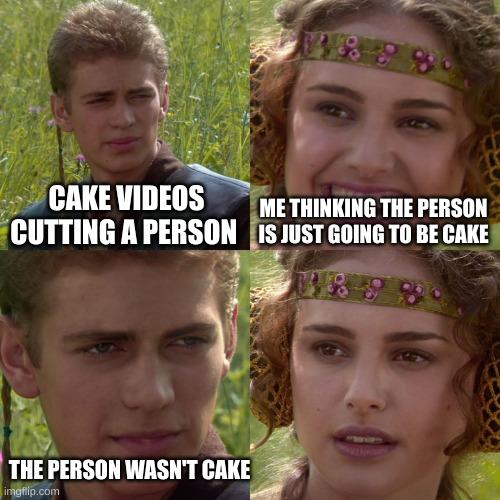 CAKE VIDEOS
CUTTING A PERSON
ME THINKING THE PERSON
IS JUST GOING TO BE CAKE
THE PERSON WASN'T CAKE
imgflip.com